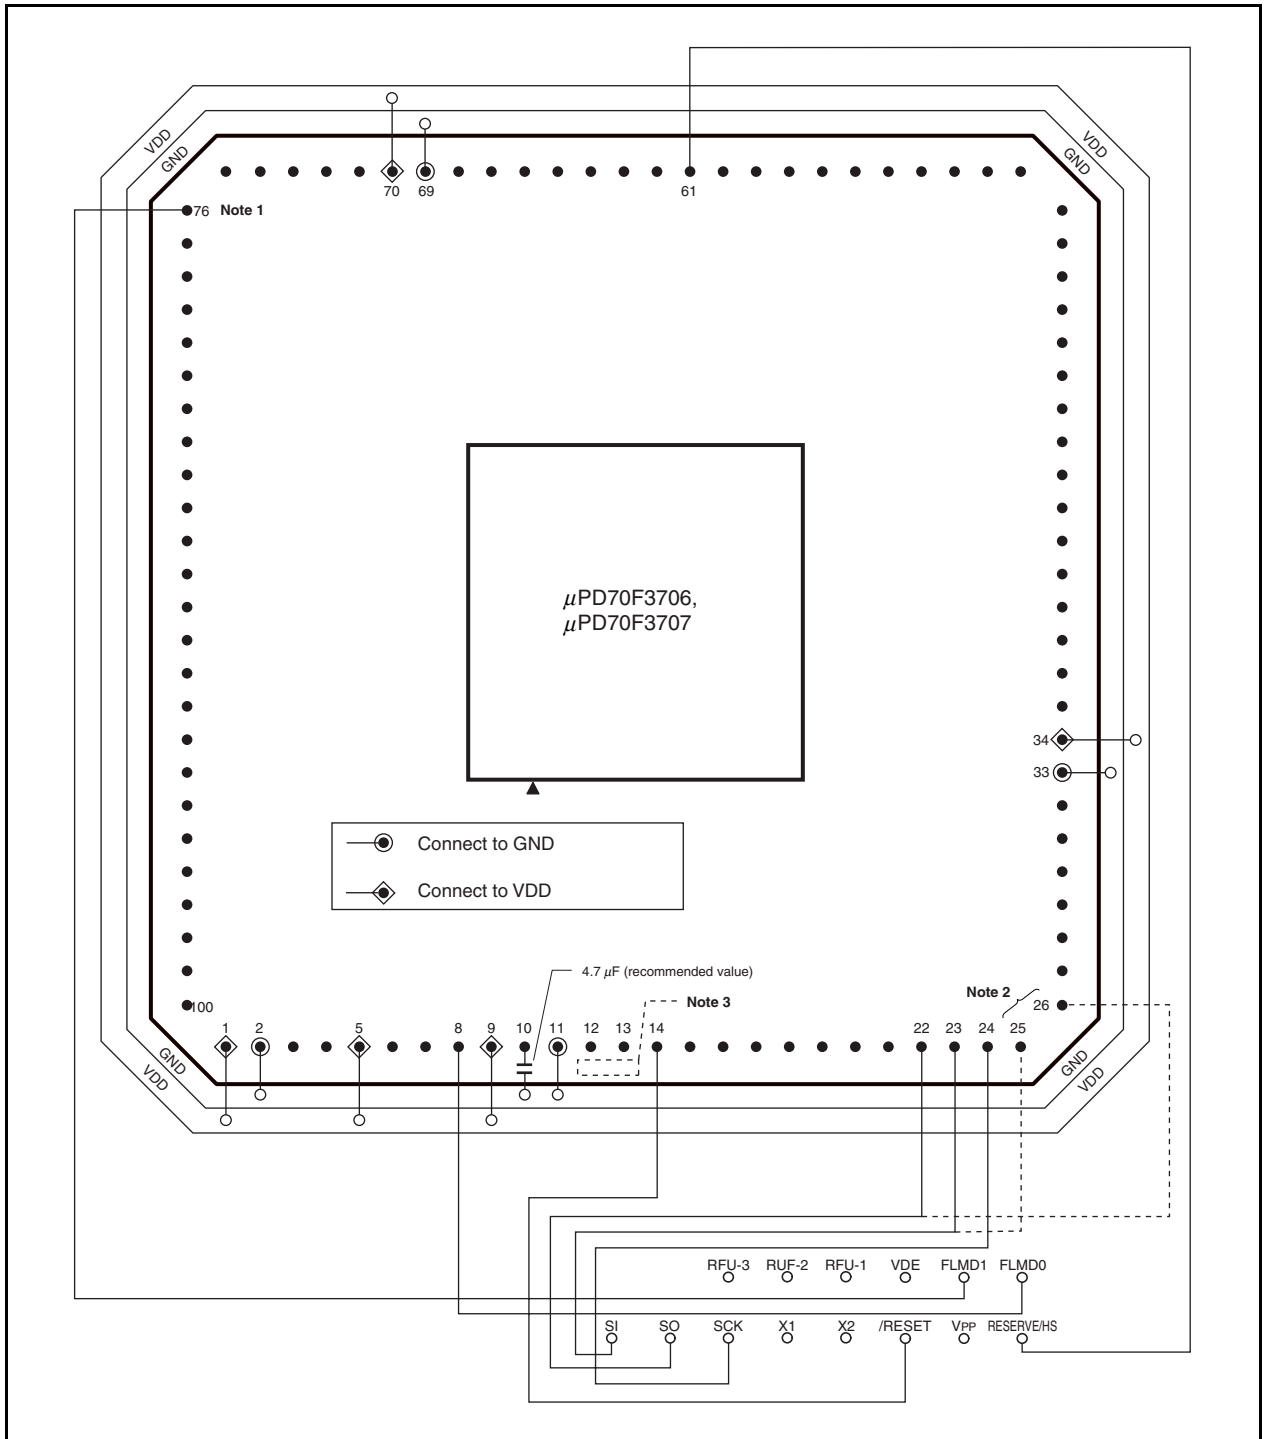 VDD
GND
VDD
GND
70 69 61
76 Note 1
μPD70F3706,
μPD70F3707
34
33
Connect to GND
Connect to VDD
4.7 μF (recommended value)
Note 3
Note 2
100
26
1 2 5 8 9 10 11 12 13 14 22 23 24 25
GND
VDD
GND
VDD
RFU-3 RUF-2 RFU-1 VDE FLMD1 FLMD0
SI SO SCK X1 X2 /RESET VPP RESERVE/HS